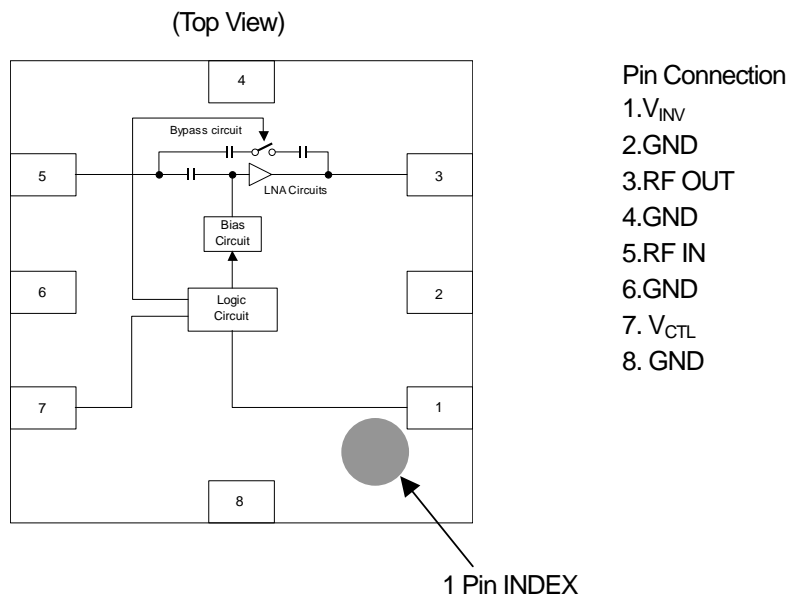 (Top View)
4
Bypass circuit
5
3
LNA Circuits
Bias
Circuit
6
2
Logic
Circuit
7
1
8
1 Pin INDEX
Pin Connection
1.VINV
2.GND
3.RF OUT
4.GND
5.RF IN
6.GND
7. VCTL
8. GND